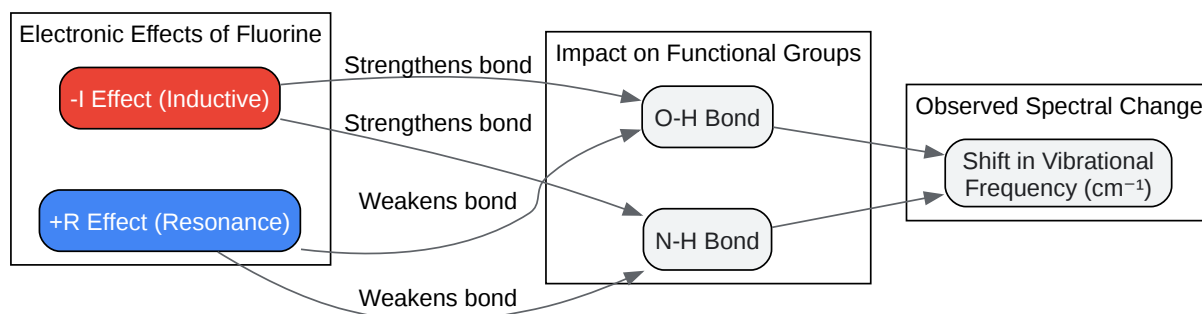 Electronic Effects of Fluorine
-I Effect (Inductive)
+R Effect (Resonance)
Strengthens bond
Strengthens bond
Weakens bond
Weakens bond
Impact on Functional Groups
O-H Bond
N-H Bond
Observed Spectral Change
Shift in Vibrational
Frequency (cm⁻¹)